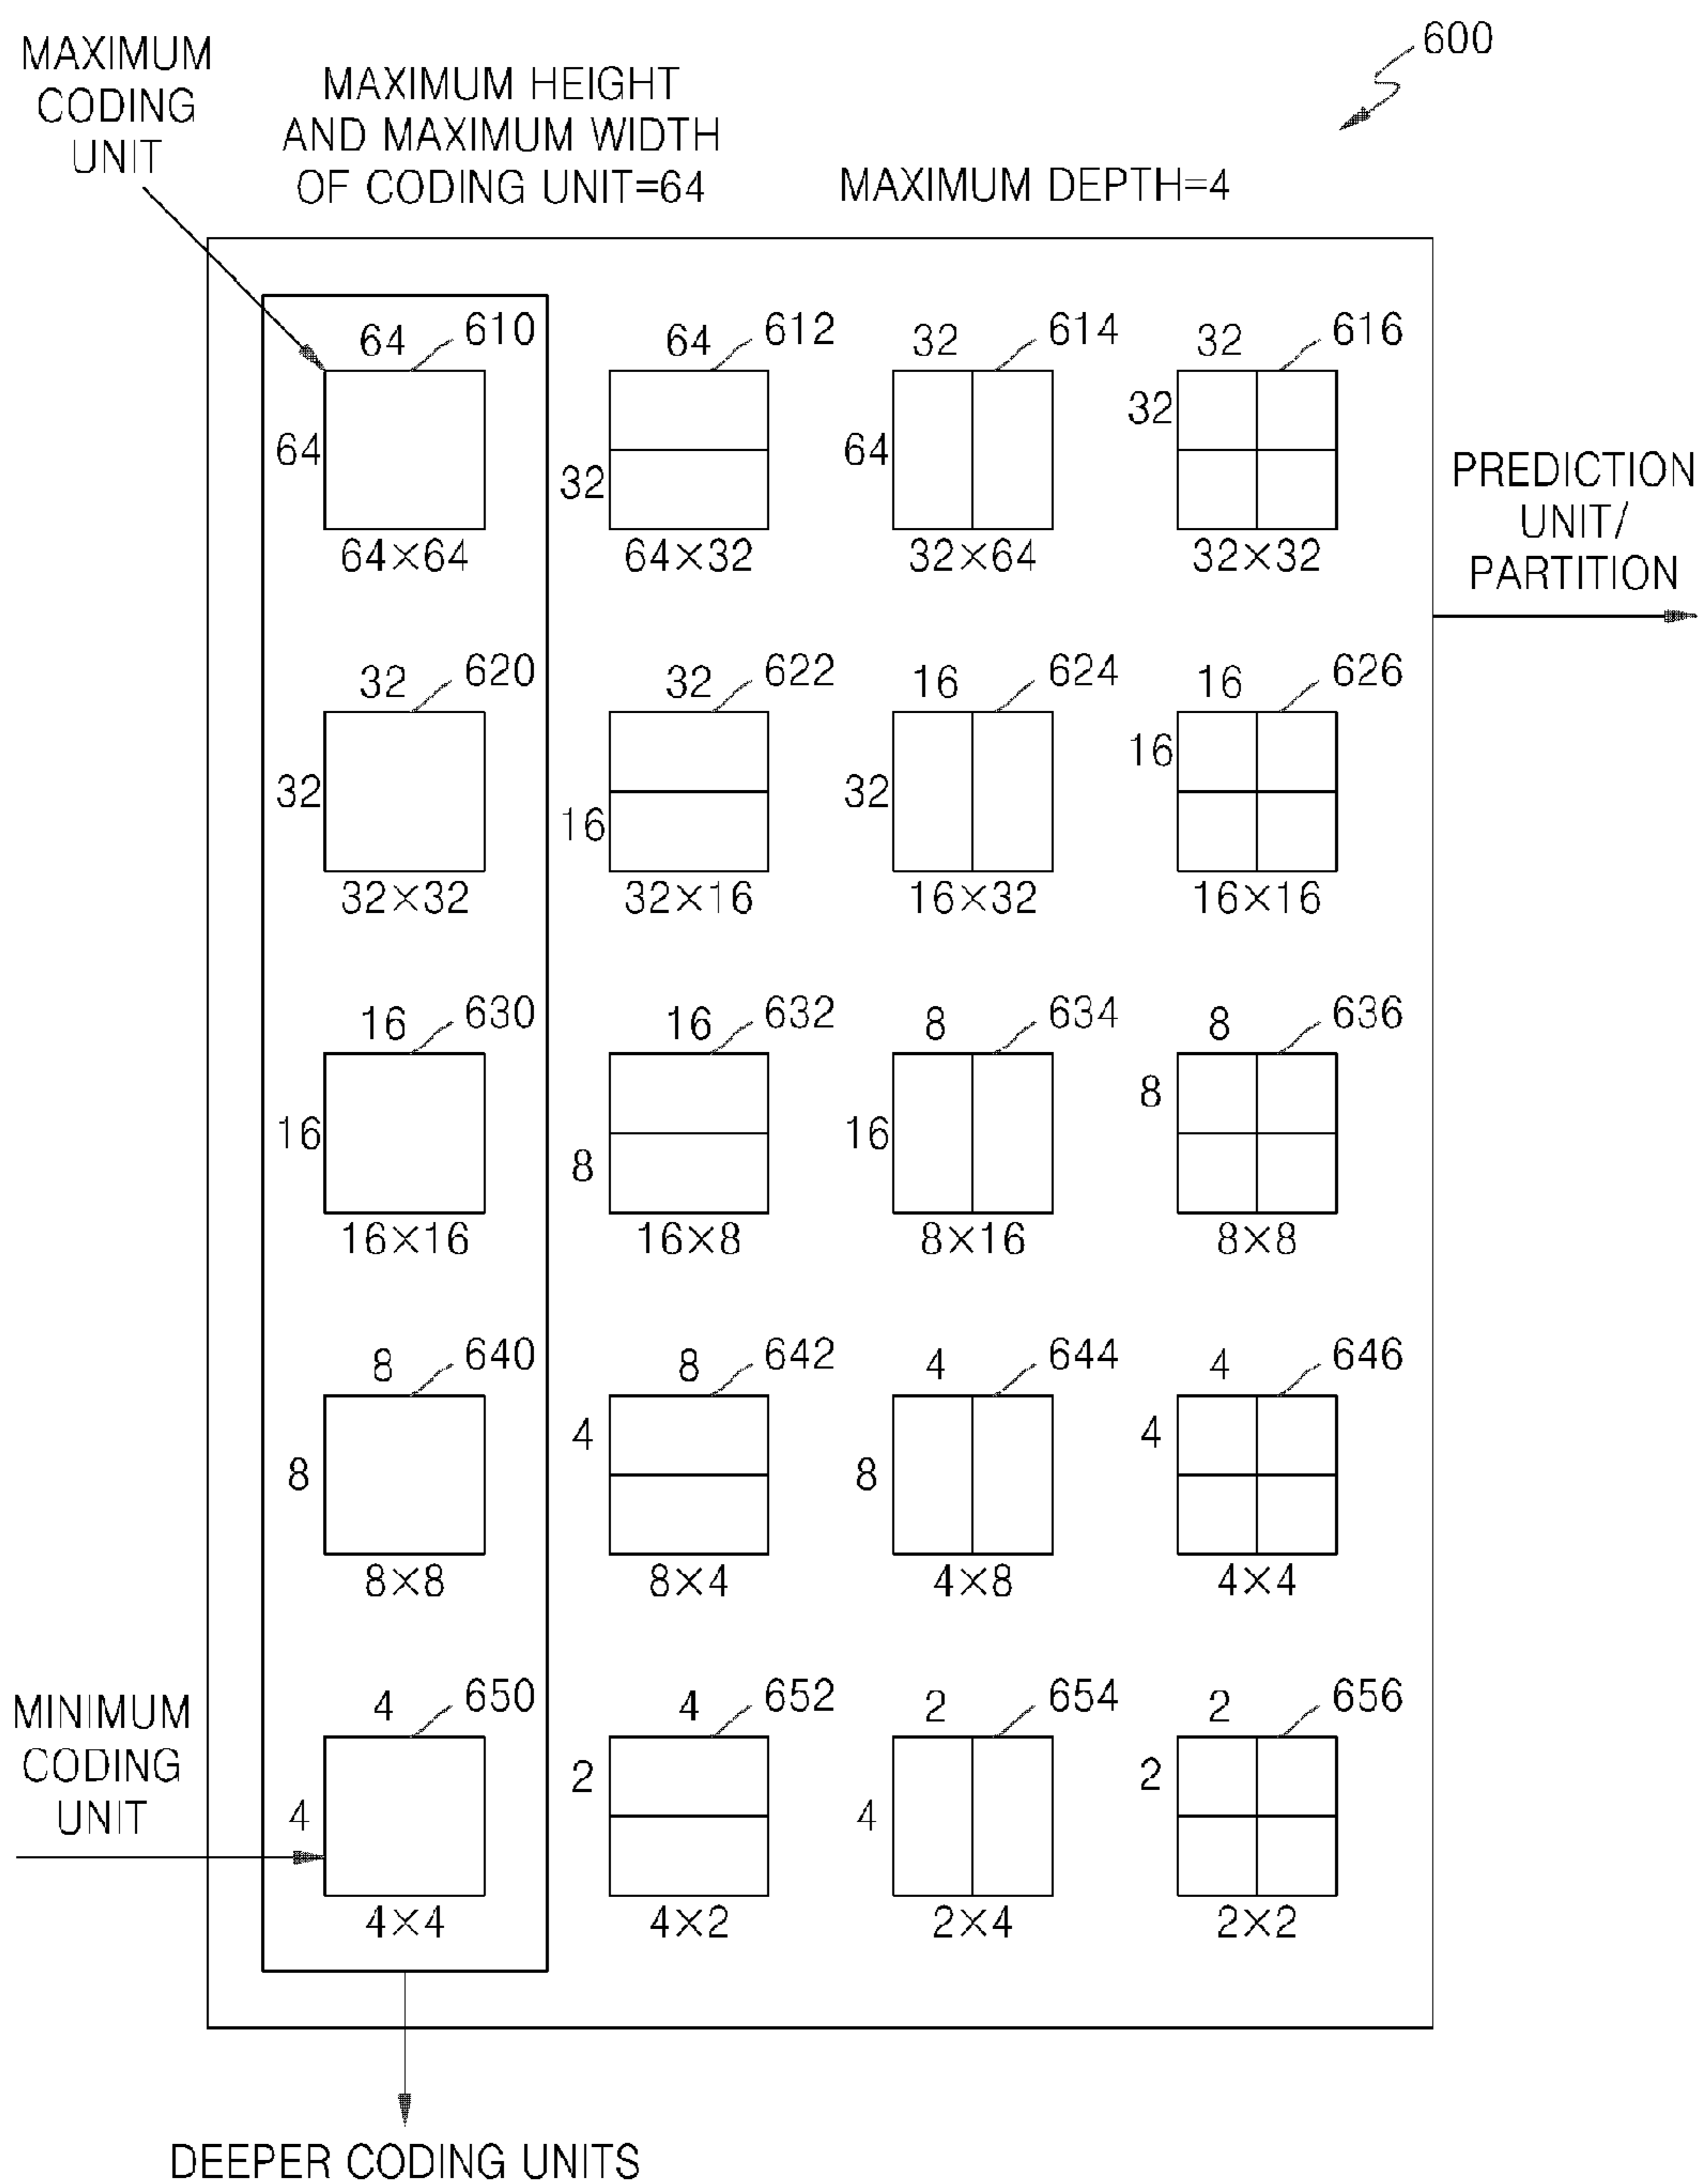 600
MAXIMUM
CODING
UNIT
MAXIMUM HEIGHT
AND MAXIMUM WIDTH
OF CODING UNIT=64
MAXIMUM DEPTH=4
64 610 64 612 32 614 32 616
64 32 64 32
64×64 64×32 32×64 32×32
PREDICTION
UNIT/
PARTITION
32 620 32 622 16 624 16 626
32 16 32 16
32×32 32×16 16×32 16×16
16 630 16 632 8 634 8 636
16 8 16 8
16×16 16×8 8×16 8×8
8 640 8 642 4 644 4 646
8 4 8 4
8×8 8×4 4×8 4×4
MINIMUM
CODING
UNIT
4 650 4 652 2 654 2 656
4 2 4 2
4×4 4×2 2×4 2×2
DEEPER CODING UNITS